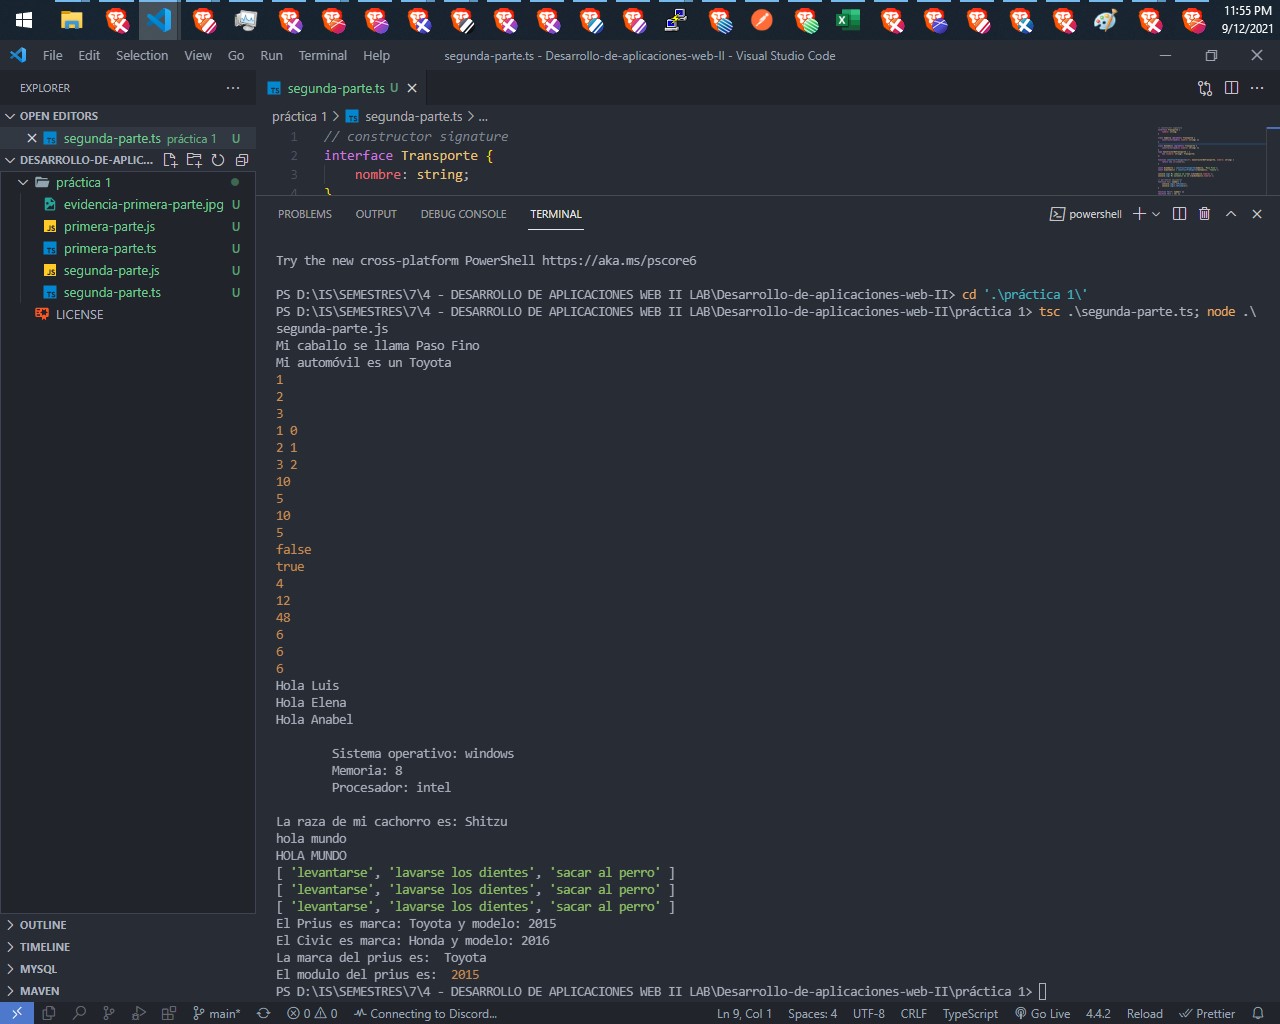 11:55 PM
9/12/2021
File Edit Selection View Go Run Terminal Help segunda-parte.ts - Desarrollo-de-aplicaciones-web-II - Visual Studio Code
EXPLORER
segunda-parte.ts U
OPEN EDITORS
segunda-parte.ts práctica 1 U
DESARROLLO-DE-APLIC...
práctica 1
evidencia-primera-parte.jpg U
primera-parte.js U
primera-parte.ts U
segunda-parte.js U
segunda-parte.ts U
LICENSE
OUTLINE
TIMELINE
MYSQL
MAVEN
práctica 1 > segunda-parte.ts > ...
1 // constructor signature
2 interface Transporte {
3 nombre: string;
4 }
PROBLEMS OUTPUT DEBUG CONSOLE TERMINAL powershell
Try the new cross-platform PowerShell https://aka.ms/pscore6
PS D:\IS\SEMESTRES\7\4 - DESARROLLO DE APLICACIONES WEB II LAB\Desarrollo-de-aplicaciones-web-II> cd '.\práctica 1\'
PS D:\IS\SEMESTRES\7\4 - DESARROLLO DE APLICACIONES WEB II LAB\Desarrollo-de-aplicaciones-web-II\práctica 1> tsc .\segunda-parte.ts; node .\
segunda-parte.js
Mi caballo se llama Paso Fino
Mi automóvil es un Toyota
1
2
3
1 0
2 1
3 2
10
5
10
5
false
true
4
12
48
6
6
6
Hola Luis
Hola Elena
Hola Anabel
Sistema operativo: windows
Memoria: 8
Procesador: intel
La raza de mi cachorro es: Shitzu
hola mundo
HOLA MUNDO
[ 'levantarse', 'lavarse los dientes', 'sacar al perro' ]
[ 'levantarse', 'lavarse los dientes', 'sacar al perro' ]
[ 'levantarse', 'lavarse los dientes', 'sacar al perro' ]
El Prius es marca: Toyota y modelo: 2015
El Civic es marca: Honda y modelo: 2016
La marca del prius es:  Toyota
El modulo del prius es:  2015
PS D:\IS\SEMESTRES\7\4 - DESARROLLO DE APLICACIONES WEB II LAB\Desarrollo-de-aplicaciones-web-II\práctica 1>
main* 0 0 Connecting to Discord... Ln 9, Col 1 Spaces: 4 UTF-8 CRLF TypeScript Go Live 4.4.2 Reload Prettier